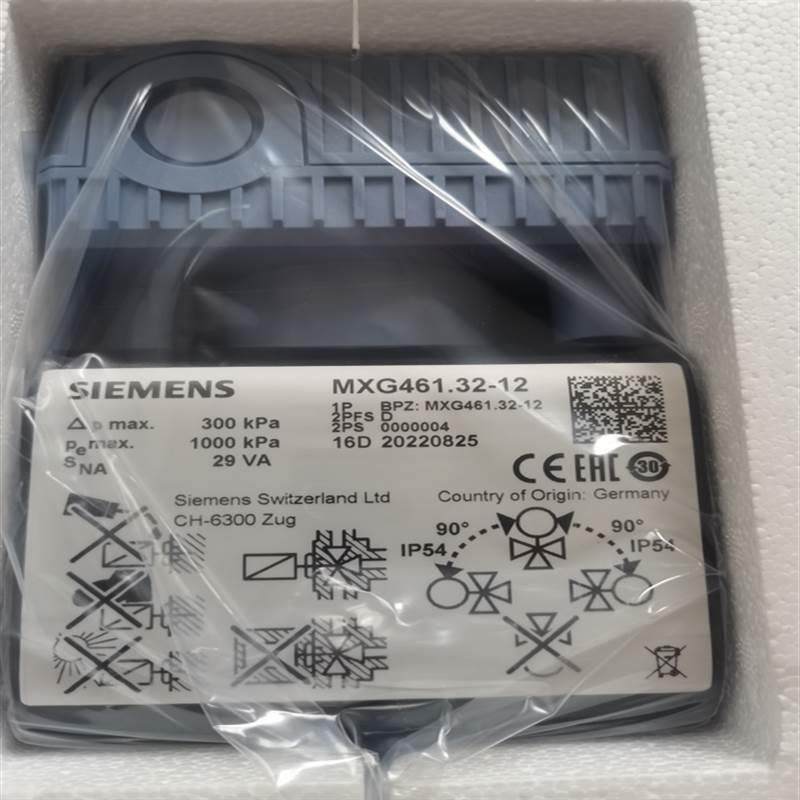 SIEMENS
MXG461.32-12
1P BPZ: MXG461.32-12
2PFS D
2PS 0000004
16D 20220825
Δp max. 300 kPa
pe max. 1000 kPa
SNA 29 VA
CE EAC 30
Siemens Switzerland Ltd
CH-6300 Zug
Country of Origin: Germany
90° 90°
IP54 IP54